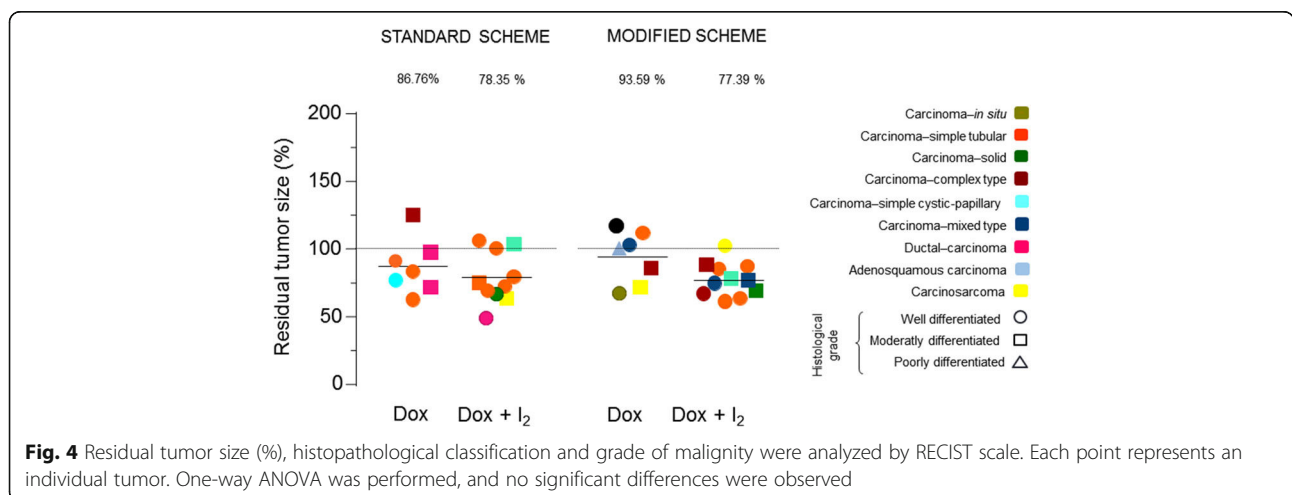 STANDARD SCHEME MODIFIED SCHEME
86.76% 78.35 % 93.59 % 77.39 %
Residual tumor size (%)
200
150
100
50
0
Dox Dox + I₂ Dox Dox + I₂
Carcinoma–in situ
Carcinoma–simple tubular
Carcinoma–solid
Carcinoma–complex type
Carcinoma–simple cystic-papillary
Carcinoma–mixed type
Ductal–carcinoma
Adenosquamous carcinoma
Carcinosarcoma
Histological
grade
Well differentiated
Moderatly differentiated
Poorly differentiated
Fig. 4 Residual tumor size (%), histopathological classification and grade of malignity were analyzed by RECIST scale. Each point represents an
individual tumor. One-way ANOVA was performed, and no significant differences were observed